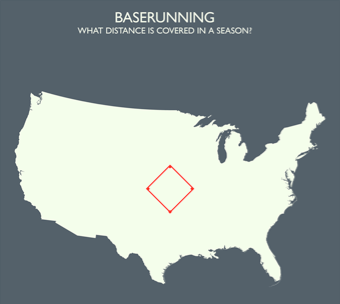 BASERUNNING
WHAT DISTANCE IS COVERED IN A SEASON?